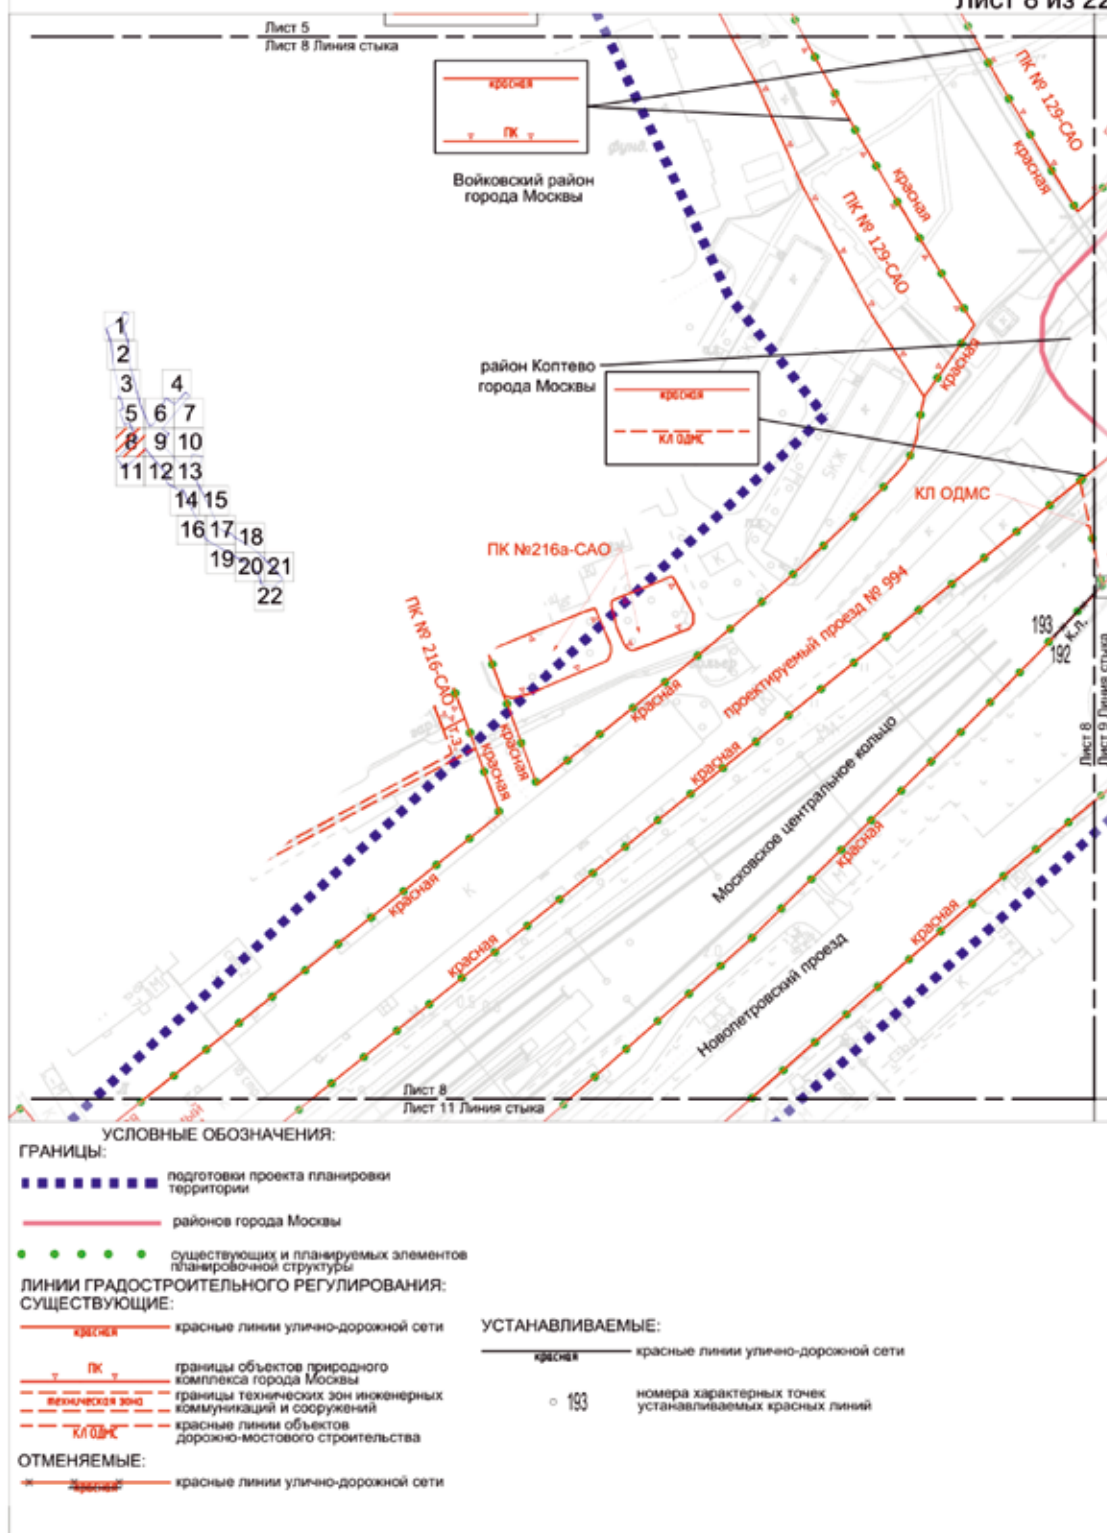 Лист 8 из 22
Лист 5
Лист 8 Линия стыка
красная
ПК
Войковский район
города Москвы
фунд.
ПК № 129-САО
красная
красная
ПК № 129-САО
красная
район Коптево
города Москвы
красная
КЛ ОДМС
КЛ ОДМС
5КЖ
1
2
3
4
5
6
7
8
9
10
11
12
13
14
15
16
17
18
19
20
21
22
ПК №216а-САО
ПК № 216-САО
т.з.
красная
красная
красная
проектируемый проезд № 994
красная
193
к.л.
192
Лист 8
Лист 9 Линия стыка
Московское центральное кольцо
красная
красная
красная
красная
Новопетровский проезд
Лист 8
Лист 11 Линия стыка
УСЛОВНЫЕ ОБОЗНАЧЕНИЯ:
ГРАНИЦЫ:
подготовки проекта планировки
территории
районов города Москвы
существующих и планируемых элементов
планировочной структуры
ЛИНИИ ГРАДОСТРОИТЕЛЬНОГО РЕГУЛИРОВАНИЯ:
СУЩЕСТВУЮЩИЕ:
красная
красные линии улично-дорожной сети
ПК
границы объектов природного
комплекса города Москвы
техническая зона
границы технических зон инженерных
коммуникаций и сооружений
КЛ ОДМС
красные линии объектов
дорожно-мостового строительства
ОТМЕНЯЕМЫЕ:
красная
красные линии улично-дорожной сети
УСТАНАВЛИВАЕМЫЕ:
красная
красные линии улично-дорожной сети
193
номера характерных точек
устанавливаемых красных линий